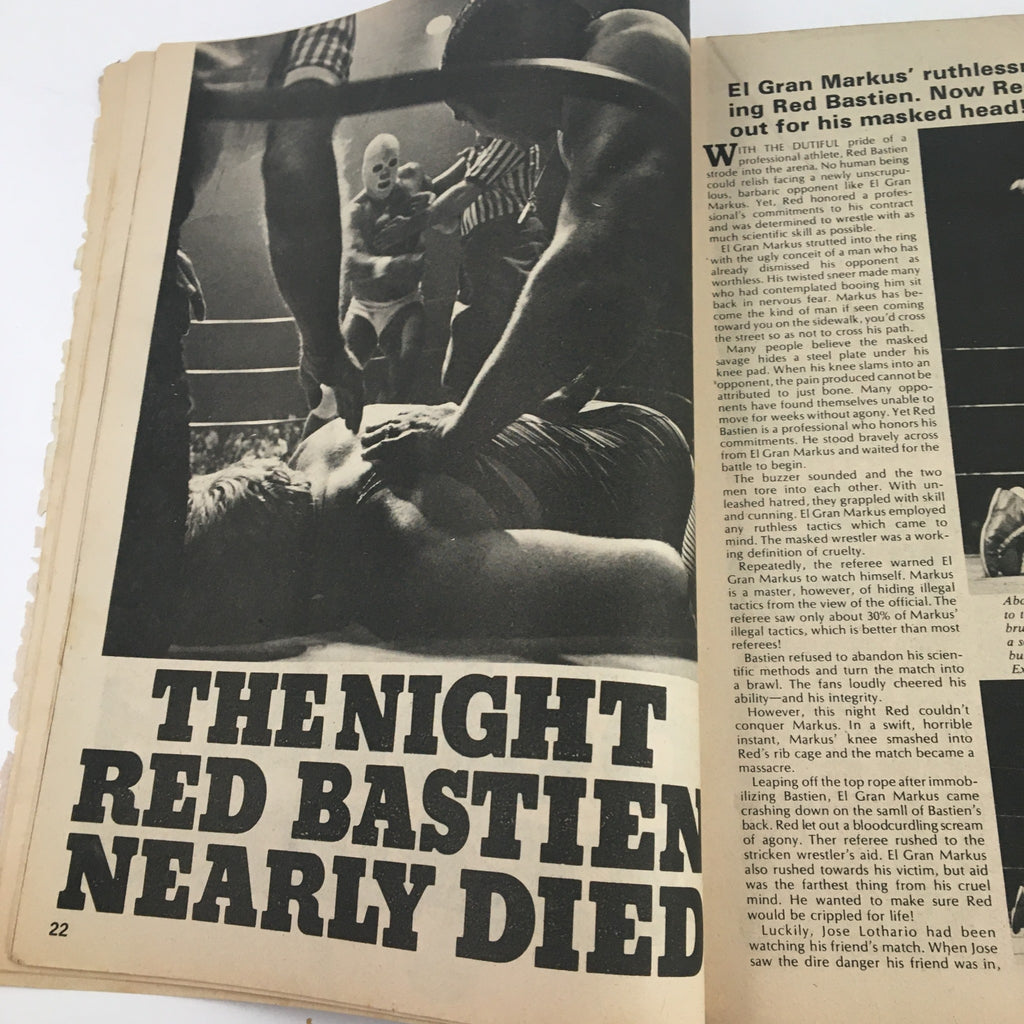 THE NIGHT
RED BASTIEN
NEARLY DIED
22
El Gran Markus'
ing Red Bastien. Now
out for his masked head!
WITH THE DUTIFUL pride of a
professional athlete, Red Bastien
strode into the arena. No human being
could relish facing a newly unscrupu-
lous, barbaric opponent like El Gran
Markus. Yet, Red honored a profes-
sional's commitments to his contract
and was determined to wrestle with as
much scientific skill as possible.
El Gran Markus strutted into the ring
with the ugly conceit of a man who has
already dismissed his opponent as
worthless. His twisted sneer made many
who had contemplated booing him sit
back in nervous fear. Markus has be-
come the kind of man if seen coming
toward you on the sidewalk, you'd cross
the street so as not to cross his path.
Many people believe the masked
savage hides a steel plate under his
knee pad. When his knee slams into an
opponent, the pain produced cannot be
attributed to just bone. Many oppo-
nents have found themselves unable to
move for weeks without agony. Yet Red
Bastien is a professional who honors his
commitments. He stood bravely across
from El Gran Markus and waited for the
battle to begin.
The buzzer sounded and the two
men tore into each other. With un-
leashed hatred, they grappled with skill
and cunning. El Gran Markus employed
any ruthless tactics which came to
mind. The masked wrestler was a work-
ing definition of cruelty.
Repeatedly, the referee warned El
Gran Markus to watch himself. Markus
is a master, however, of hiding illegal
tactics from the view of the official. The
referee saw only about 30% of Markus'
illegal tactics, which is better than most
referees!
Bastien refused to abandon his scien-
tific methods and turn the match into
a brawl. The fans loudly cheered his
ability—and his integrity.
However, this night Red couldn't
conquer Markus. In a swift, horrible
instant, Markus' knee smashed into
Red's rib cage and the match became a
massacre.
Leaping off the top rope after immob-
ilizing Bastien, El Gran Markus came
crashing down on the samll of Bastien's
back. Red let out a bloodcurdling scream
of agony. Ther referee rushed to the
stricken wrestler's aid. El Gran Markus
also rushed towards his victim, but aid
was the farthest thing from his cruel
mind. He wanted to make sure Red
would be crippled for life!
Luckily, Jose Lothario had been
watching his friend's match. When Jose
saw the dire danger his friend was in,
to
a